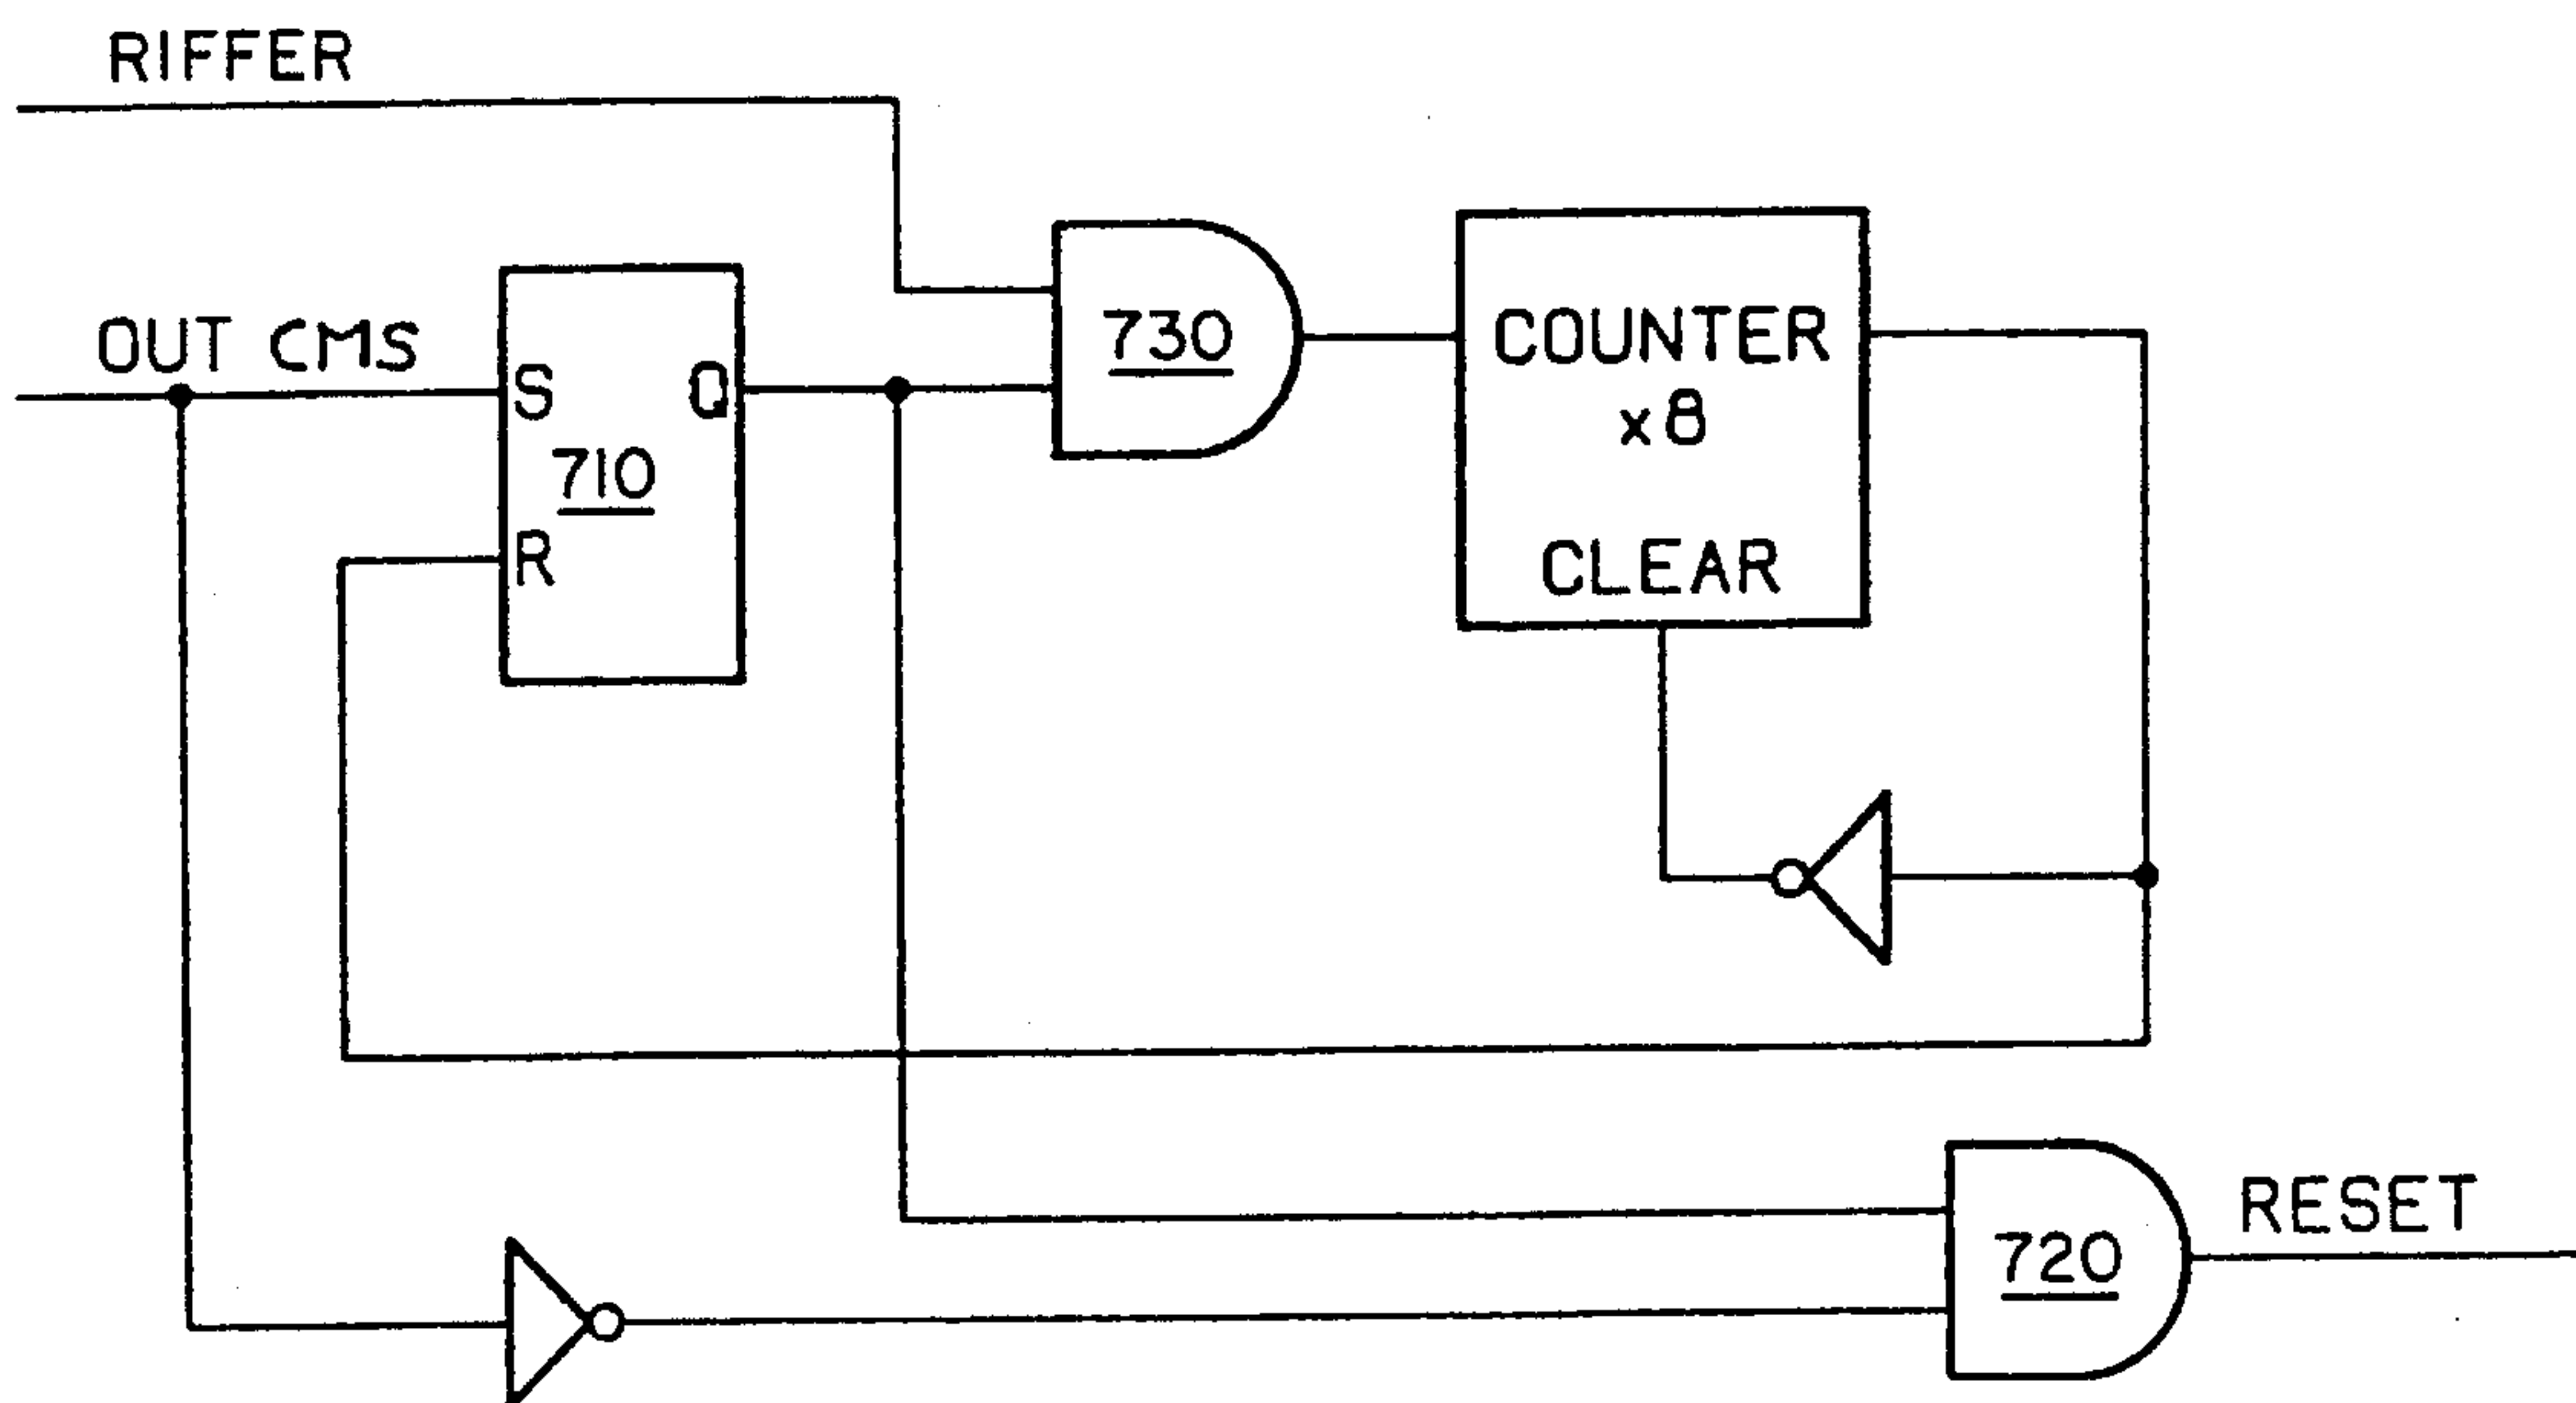 RIFFER
OUT CMS
S
Q
710
R
730
COUNTER
x8
CLEAR
720
RESET